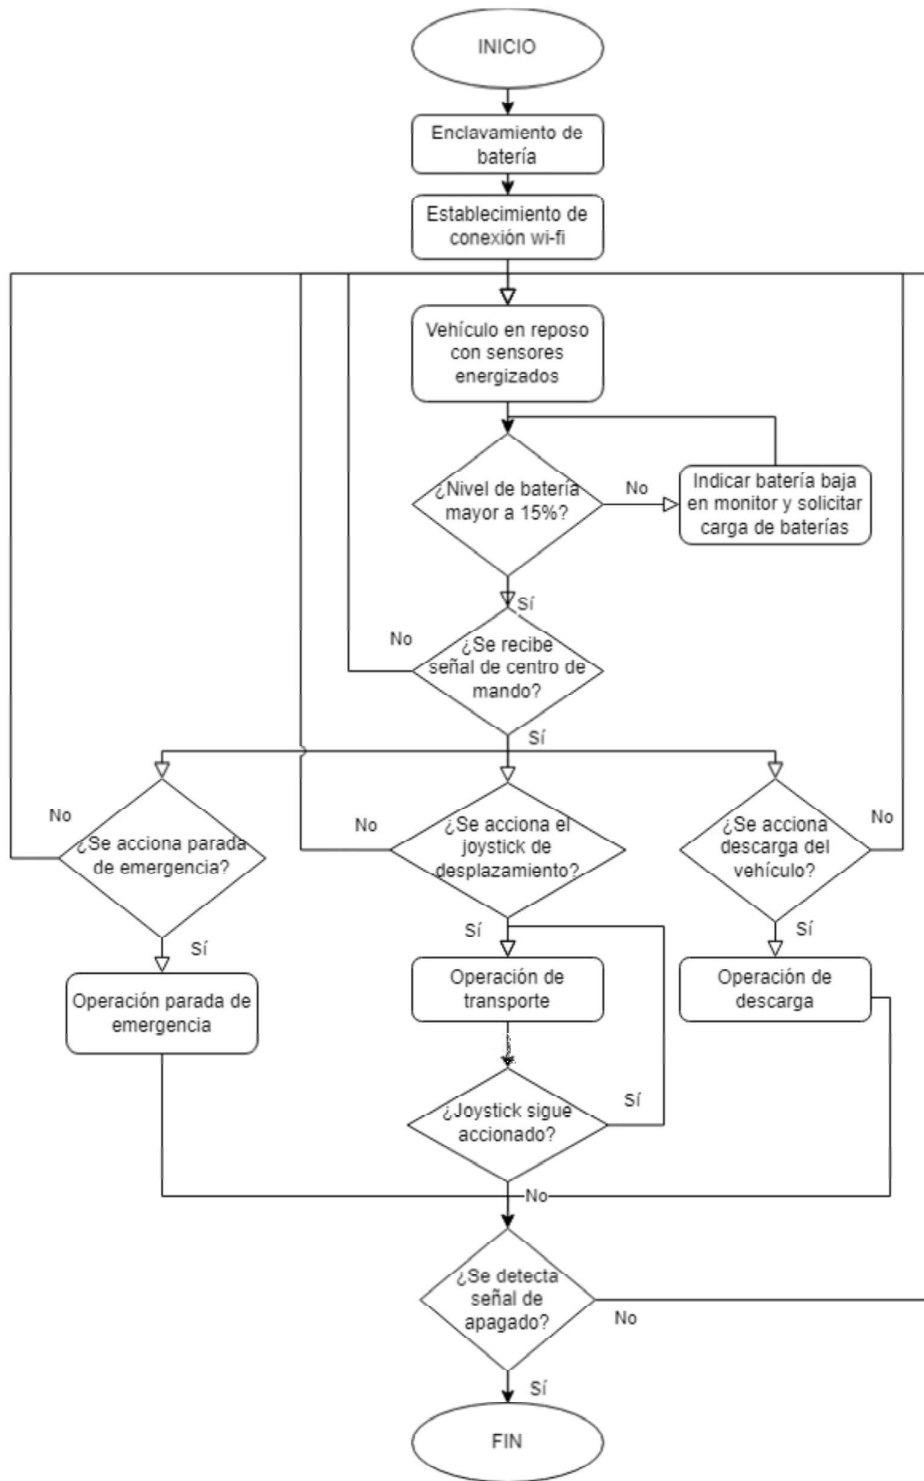 INICIO
Enclavamiento de
batería
Establecimiento de
conexión wi-fi
Vehículo en reposo
con sensores
energizados
¿Nivel de batería
mayor a 15%?
No
Indicar batería baja
en monitor y solicitar
carga de baterías
Sí
No
¿Se recibe
señal de centro de
mando?
Sí
No
¿Se acciona parada
de emergencia?
Sí
No
¿Se acciona el
joystick de
desplazamiento?
Sí
¿Se acciona
descarga del
vehículo?
No
Sí
Operación parada de
emergencia
Operación de
transporte
Operación de
descarga
¿Joystick sigue
accionado?
Sí
No
¿Se detecta
señal de
apagado?
No
Sí
FIN